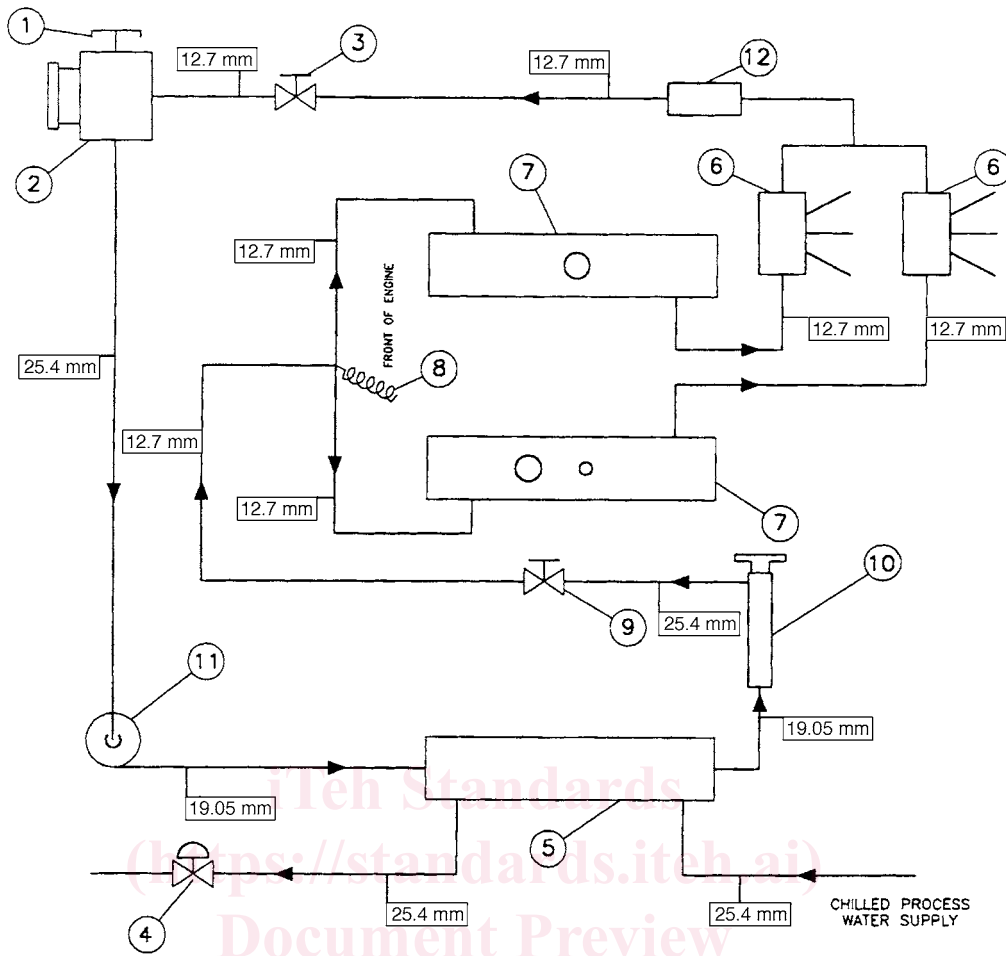 1
12.7 mm
3
12.7 mm
12
2
6
6
7
12.7 mm
FRONT OF ENGINE
12.7 mm
12.7 mm
25.4 mm
8
12.7 mm
12.7 mm
7
10
9
25.4 mm
11
19.05 mm
19.05 mm
5
iTeh Standards
(https://standards.iteh.ai)
Document Preview
4
25.4 mm
25.4 mm
CHILLED PROCESS
WATER SUPPLY